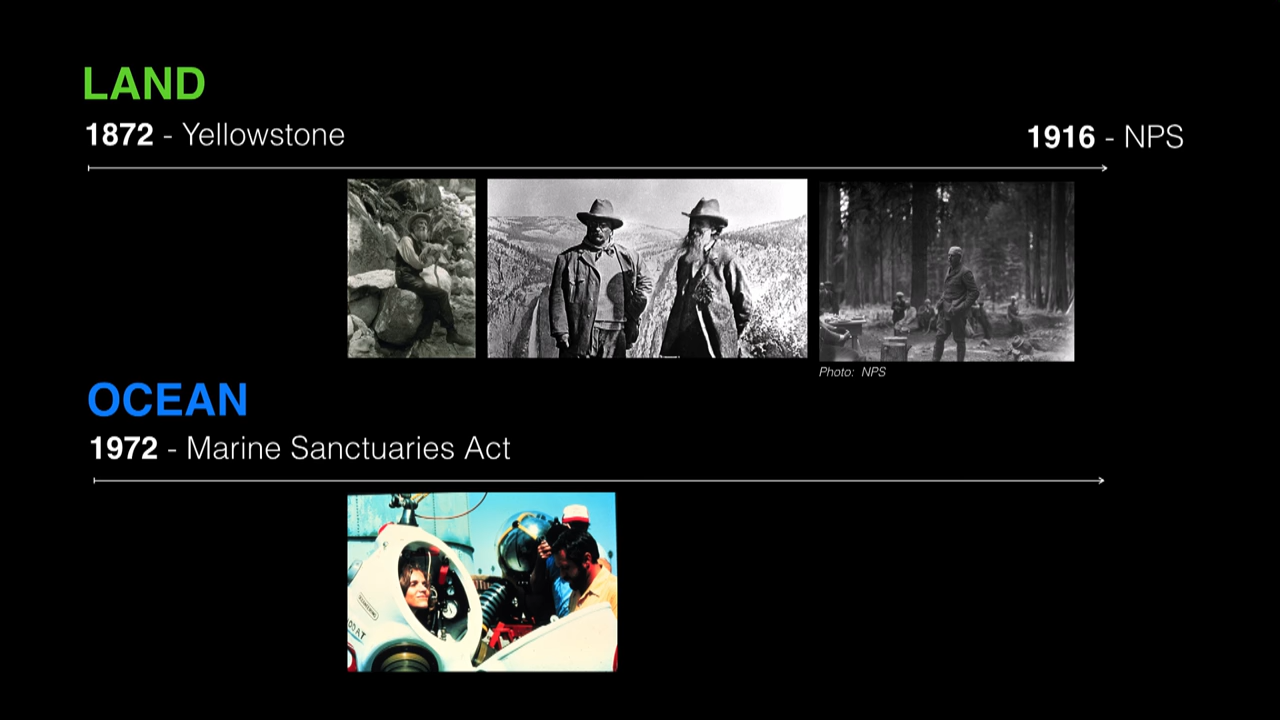 LAND
1872 - Yellowstone
1916 - NPS
Photo: NPS
OCEAN
1972 - Marine Sanctuaries Act